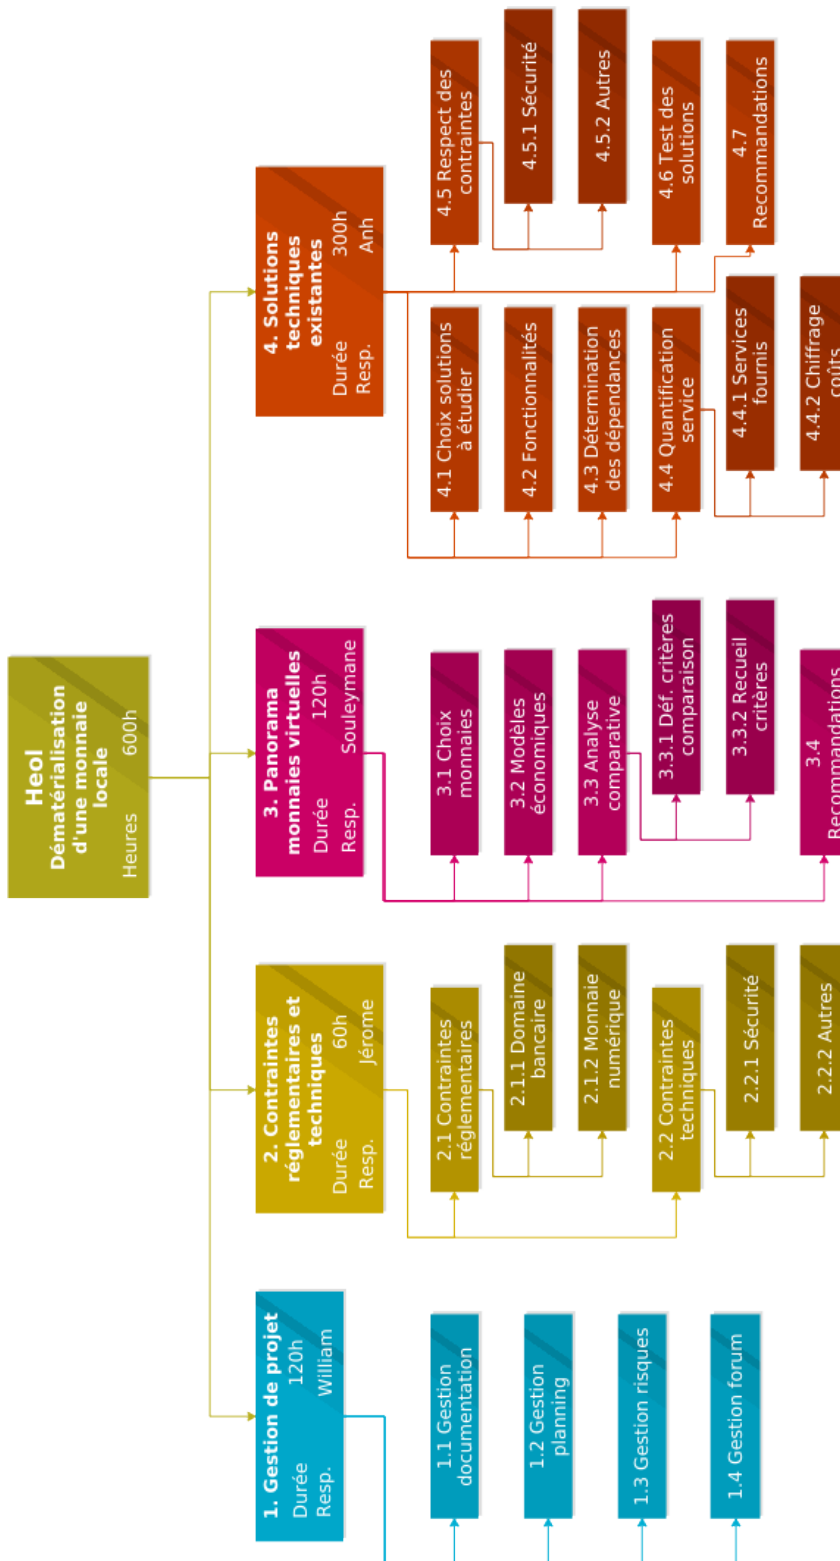 Heol
Dématérialisation
d'une monnaie
locale
Heures 600h
1. Gestion de projet
Durée 120h
Resp. William
1.1 Gestion
documentation
1.2 Gestion
planning
1.3 Gestion risques
1.4 Gestion forum
2. Contraintes
réglementaires et
techniques
Durée 60h
Resp. Jérome
2.1 Contraintes
réglementaires
2.1.1 Domaine
bancaire
2.1.2 Monnaie
numérique
2.2 Contraintes
techniques
2.2.1 Sécurité
2.2.2 Autres
3. Panorama
monnaies virtuelles
Durée 120h
Resp. Souleymane
3.1 Choix
monnaies
3.2 Modèles
économiques
3.3 Analyse
comparative
3.3.1 Déf. critères
comparaison
3.3.2 Recueil
critères
3.4
Recommandations
4. Solutions
techniques
existantes
Durée 300h
Resp. Anh
4.1 Choix solutions
à étudier
4.2 Fonctionnalités
4.3 Détermination
des dépendances
4.4 Quantification
service
4.4.1 Services
fournis
4.4.2 Chiffrage
coûts
4.5 Respect des
contraintes
4.5.1 Sécurité
4.5.2 Autres
4.6 Test des
solutions
4.7
Recommandations